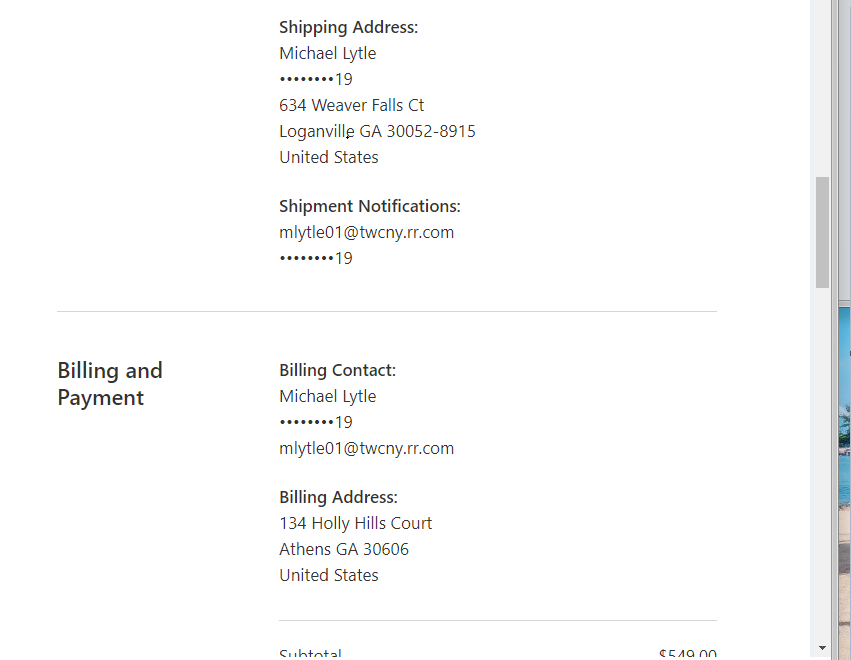 Shipping Address:
Michael Lytle
••••••••19
634 Weaver Falls Ct
Loganville GA 30052-8915
United States
Shipment Notifications:
mlytle01@twcny.rr.com
••••••••19
Billing and
Payment
Billing Contact:
Michael Lytle
••••••••19
mlytle01@twcny.rr.com
Billing Address:
134 Holly Hills Court
Athens GA 30606
United States
Subtotal $549.00